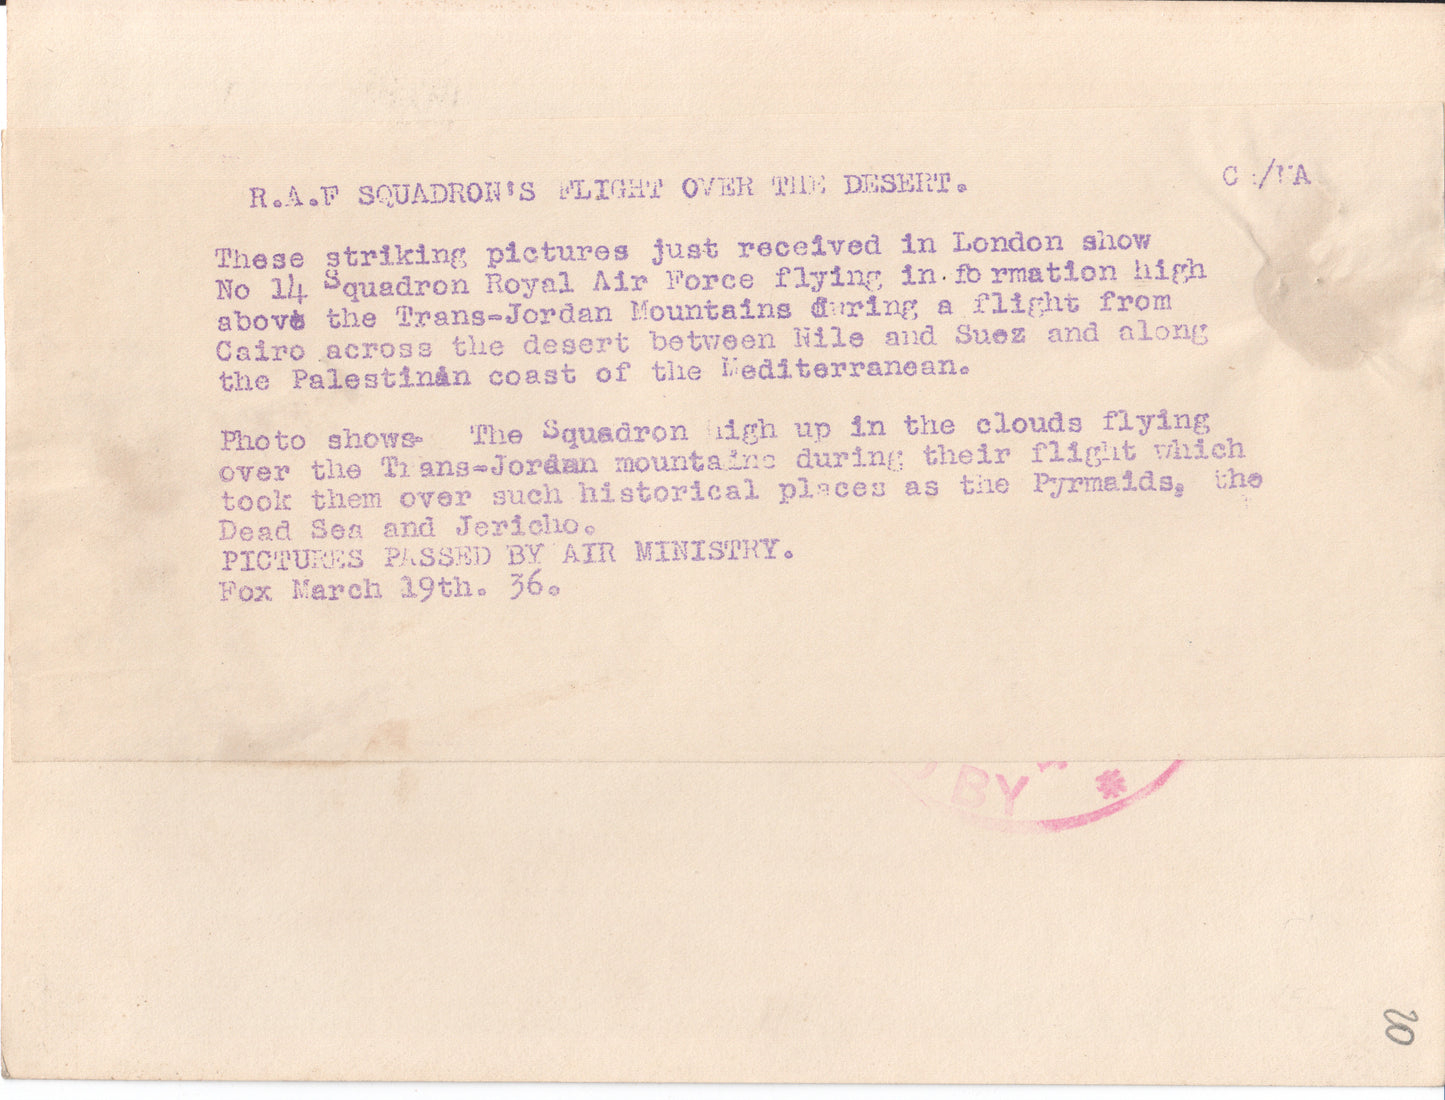 R.A.F SQUADRON'S FLIGHT OVER THE DESERT.
These striking pictures just received in London show
No 14 Squadron Royal Air Force flying in formation high
above the Trans-Jordan Mountains during a flight from
Cairo across the desert between Nile and Suez and along
the Palestinin coast of the Mediterranean.
Photo shows- The Squadron high up in the clouds flying
over the Trans-Jordan mountains during their flight which
took them over such historical places as the Pyrmaids, the
Dead Sea and Jericho.
PICTURES PASSED BY AIR MINISTRY.
Fox March 19th. 36.
BY